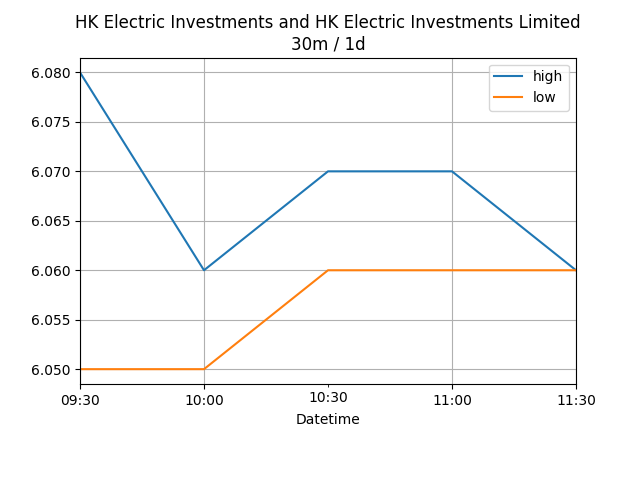 HK Electric Investments and HK Electric Investments Limited
30m / 1d
high
low
6.080
6.075
6.070
6.065
6.060
6.055
6.050
09:30
10:00
10:30
11:00
11:30
Datetime